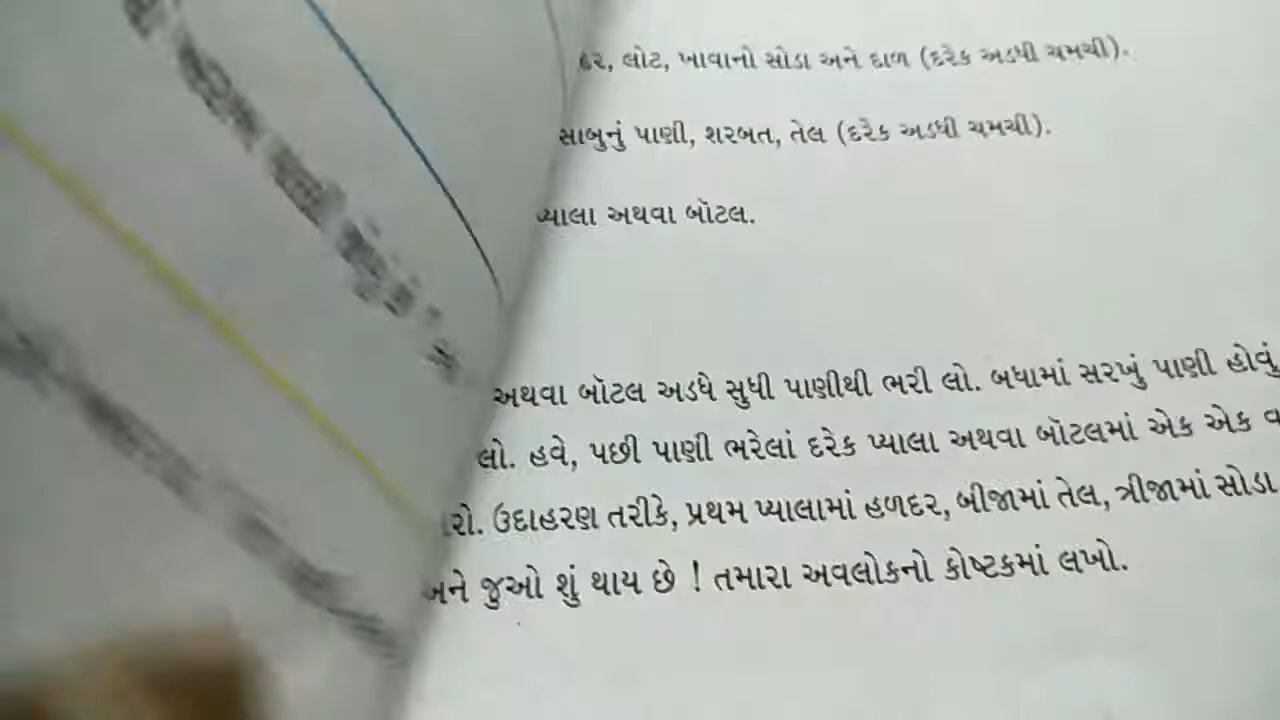 લોટ, ખાવાનો સોડા અને દાળ (દરેક અડધી ચમચી).
સાબુનું પાણી, શરબત, તેલ (દરેક અડધી ચમચી).
પ્યાલા અથવા બૉટલ.
અથવા બૉટલ અડધે સુધી પાણીથી ભરી લો. બધામાં સરખું પાણી હોવું
લો. હવે, પછી પાણી ભરેલાં દરેક પ્યાલા અથવા બૉટલમાં એક એક
ઉદાહરણ તરીકે, પ્રથમ પ્યાલામાં હળદર, બીજામાં તેલ, ત્રીજામાં સોડા
અને જુઓ શું થાય છે ! તમારા અવલોકનો કોષ્ટકમાં લખો.